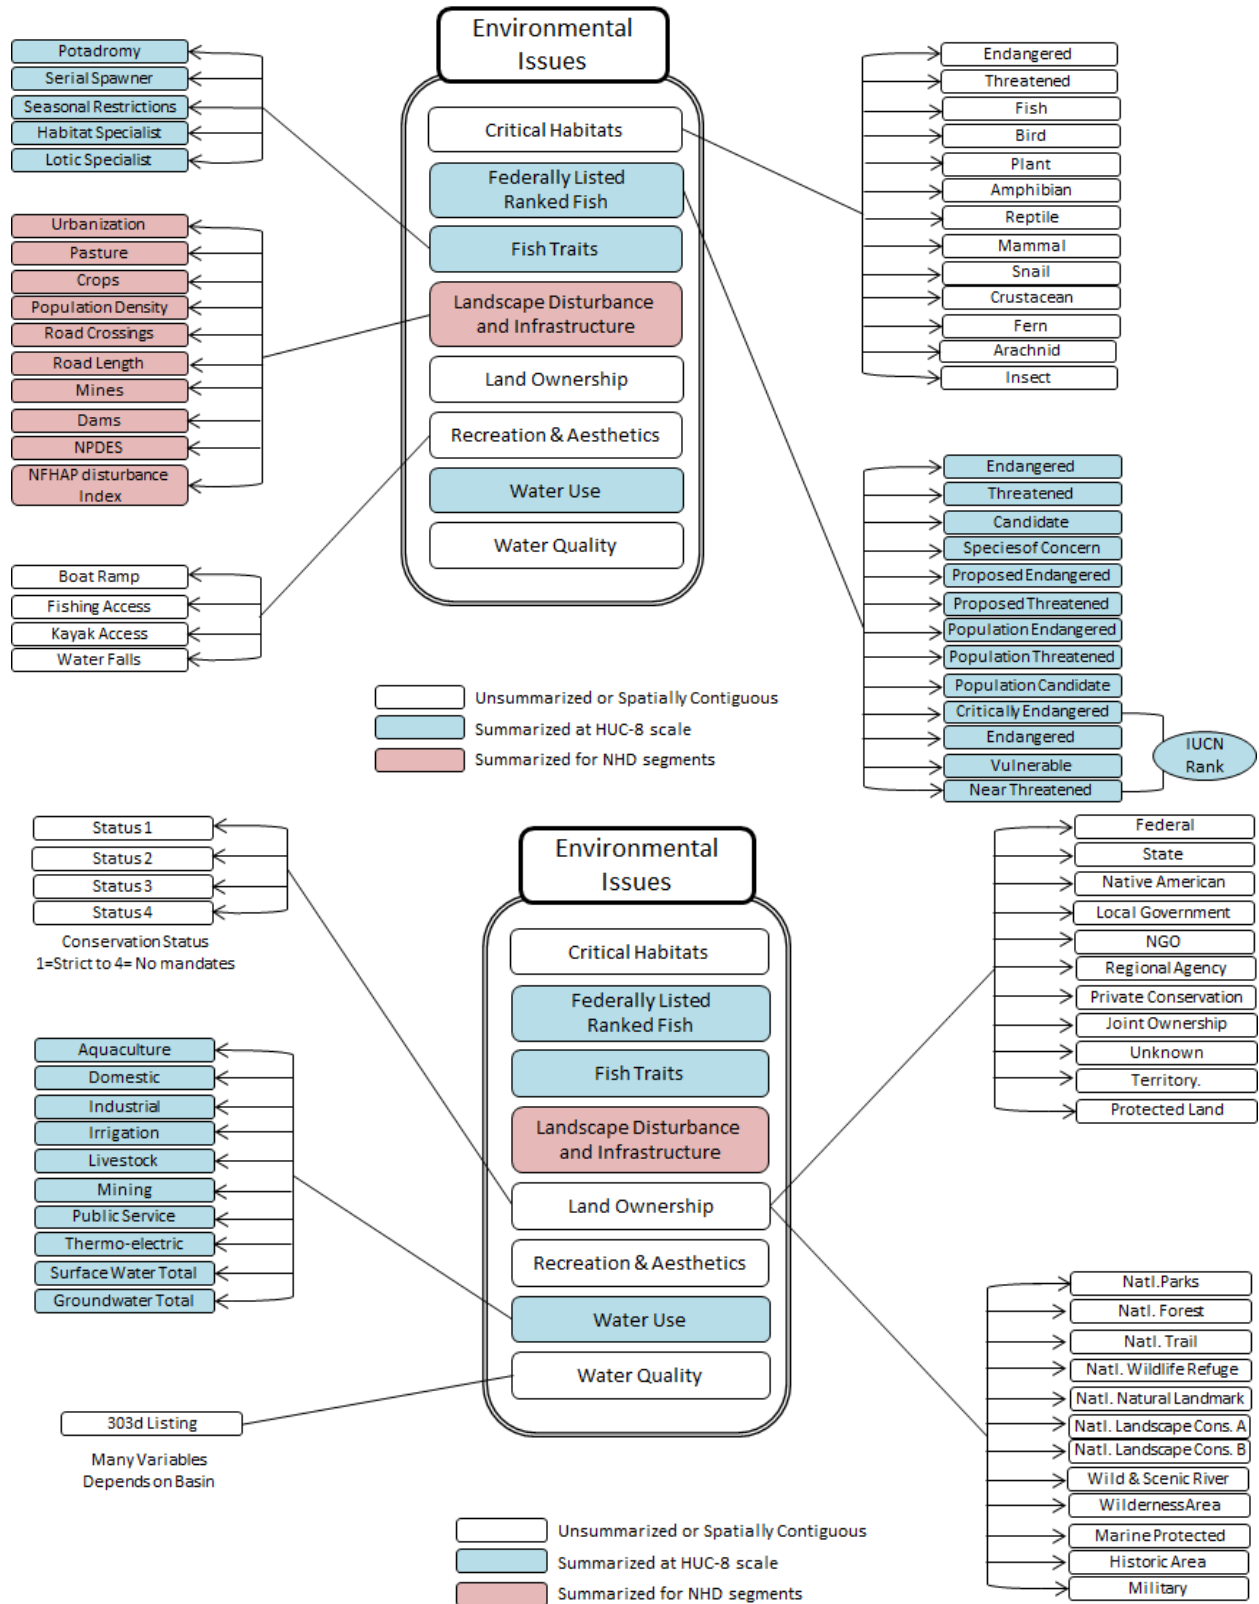 Environmental
Issues
Critical Habitats
Federally Listed
Ranked Fish
Fish Traits
Landscape Disturbance
and Infrastructure
Land Ownership
Recreation & Aesthetics
Water Use
Water Quality
Potadromy
Serial Spawner
Seasonal Restrictions
Habitat Specialist
Lotic Specialist
Urbanization
Pasture
Crops
Population Density
Road Crossings
Road Length
Mines
Dams
NPDES
NFHAP disturbance
Index
Boat Ramp
Fishing Access
Kayak Access
Water Falls
Endangered
Threatened
Fish
Bird
Plant
Amphibian
Reptile
Mammal
Snail
Crustacean
Fern
Arachnid
Insect
Endangered
Threatened
Candidate
Species of Concern
Proposed Endangered
Proposed Threatened
Population Endangered
Population Threatened
Population Candidate
Critically Endangered
Endangered
Vulnerable
Near Threatened
IUCN
Rank
Unsummarized or Spatially Contiguous
Summarized at HUC-8 scale
Summarized for NHD segments
Environmental
Issues
Critical Habitats
Federally Listed
Ranked Fish
Fish Traits
Landscape Disturbance
and Infrastructure
Land Ownership
Recreation & Aesthetics
Water Use
Water Quality
Status 1
Status 2
Status 3
Status 4
Conservation Status
1=Strict to 4= No mandates
Aquaculture
Domestic
Industrial
Irrigation
Livestock
Mining
Public Service
Thermo-electric
Surface Water Total
Groundwater Total
303d Listing
Many Variables
Depends on Basin
Federal
State
Native American
Local Government
NGO
Regional Agency
Private Conservation
Joint Ownership
Unknown
Territory.
Protected Land
Natl. Parks
Natl. Forest
Natl. Trail
Natl. Wildlife Refuge
Natl. Natural Landmark
Natl. Landscape Cons. A
Natl. Landscape Cons. B
Wild & Scenic River
Wilderness Area
Marine Protected
Historic Area
Military
Unsummarized or Spatially Contiguous
Summarized at HUC-8 scale
Summarized for NHD segments